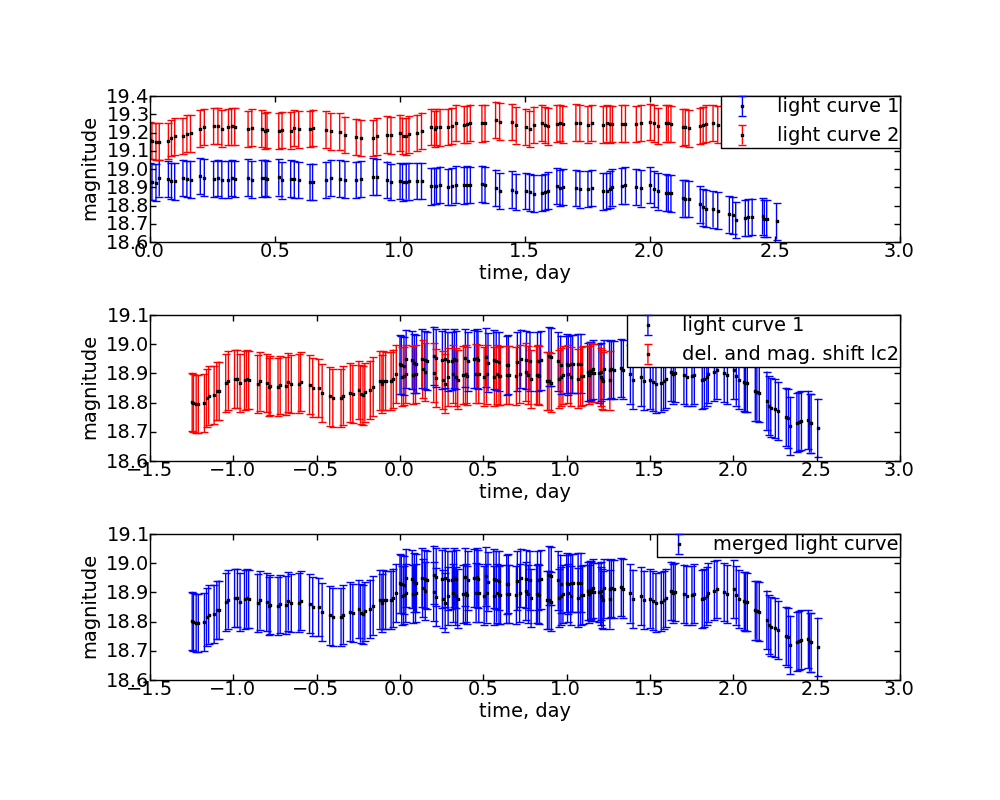 19.4
19.3
19.2
19.1
19.0
18.9
18.8
18.7
18.6
magnitude
light curve 1
light curve 2
0.0 0.5 1.0 1.5 2.0 2.5 3.0
time, day
19.1
19.0
18.9
18.8
18.7
18.6
magnitude
light curve 1
del. and mag. shift lc2
−1.5 −1.0 −0.5 0.0 0.5 1.0 1.5 2.0 2.5 3.0
time, day
19.1
19.0
18.9
18.8
18.7
18.6
magnitude
merged light curve
−1.5 −1.0 −0.5 0.0 0.5 1.0 1.5 2.0 2.5 3.0
time, day